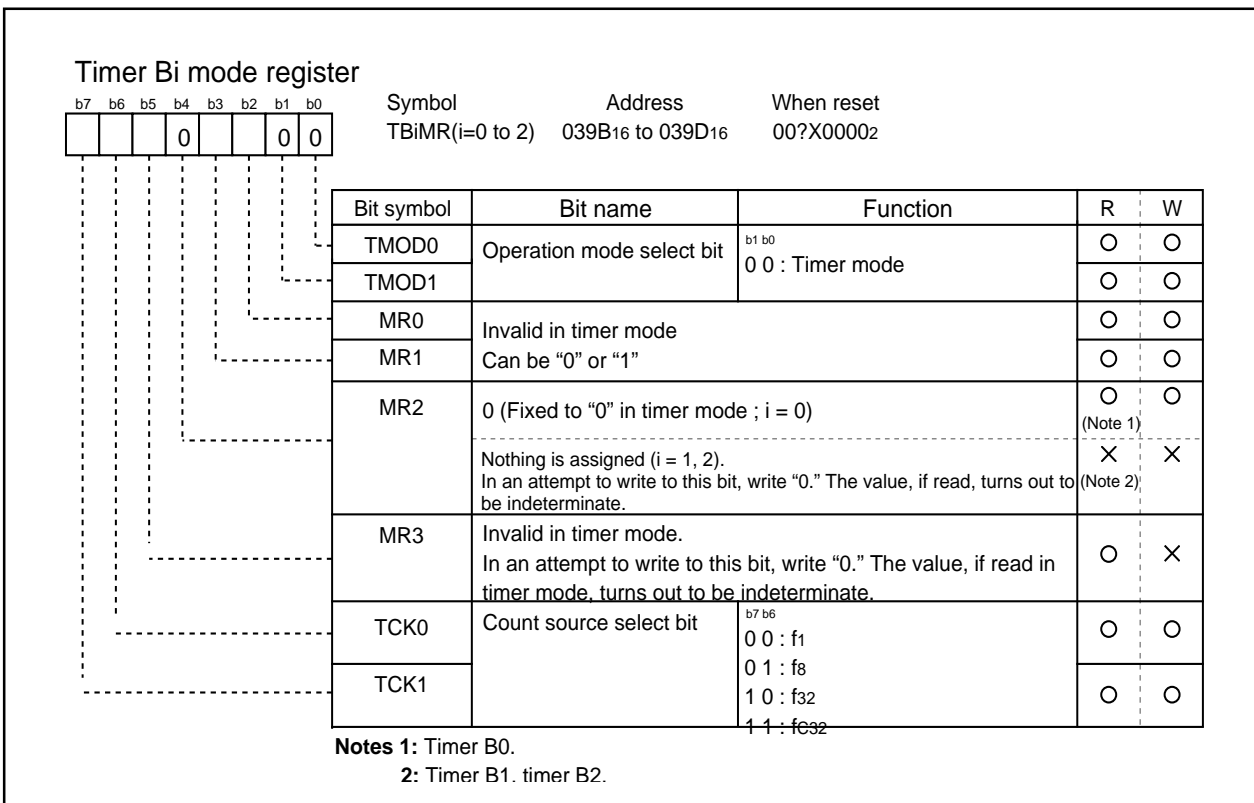 Timer Bi mode register
b7 b6 b5 b4 b3 b2 b1 b0
0 0 0
Symbol Address When reset
TBiMR(i=0 to 2) 039B16 to 039D16 00?X00002
Bit symbol Bit name Function R W
TMOD0 Operation mode select bit b1 b0
0 0 : Timer mode
TMOD1
MR0 Invalid in timer mode
MR1 Can be “0” or “1”
MR2 0 (Fixed to “0” in timer mode ; i = 0)
(Note 1)
Nothing is assigned (i = 1, 2).
In an attempt to write to this bit, write “0.” The value, if read, turns out to (Note 2)
be indeterminate.
MR3 Invalid in timer mode.
In an attempt to write to this bit, write “0.” The value, if read in
timer mode, turns out to be indeterminate.
TCK0 Count source select bit b7 b6
0 0 : f1
0 1 : f8
TCK1
1 0 : f32
1 1 : fC32
Notes 1: Timer B0.
2: Timer B1, timer B2.